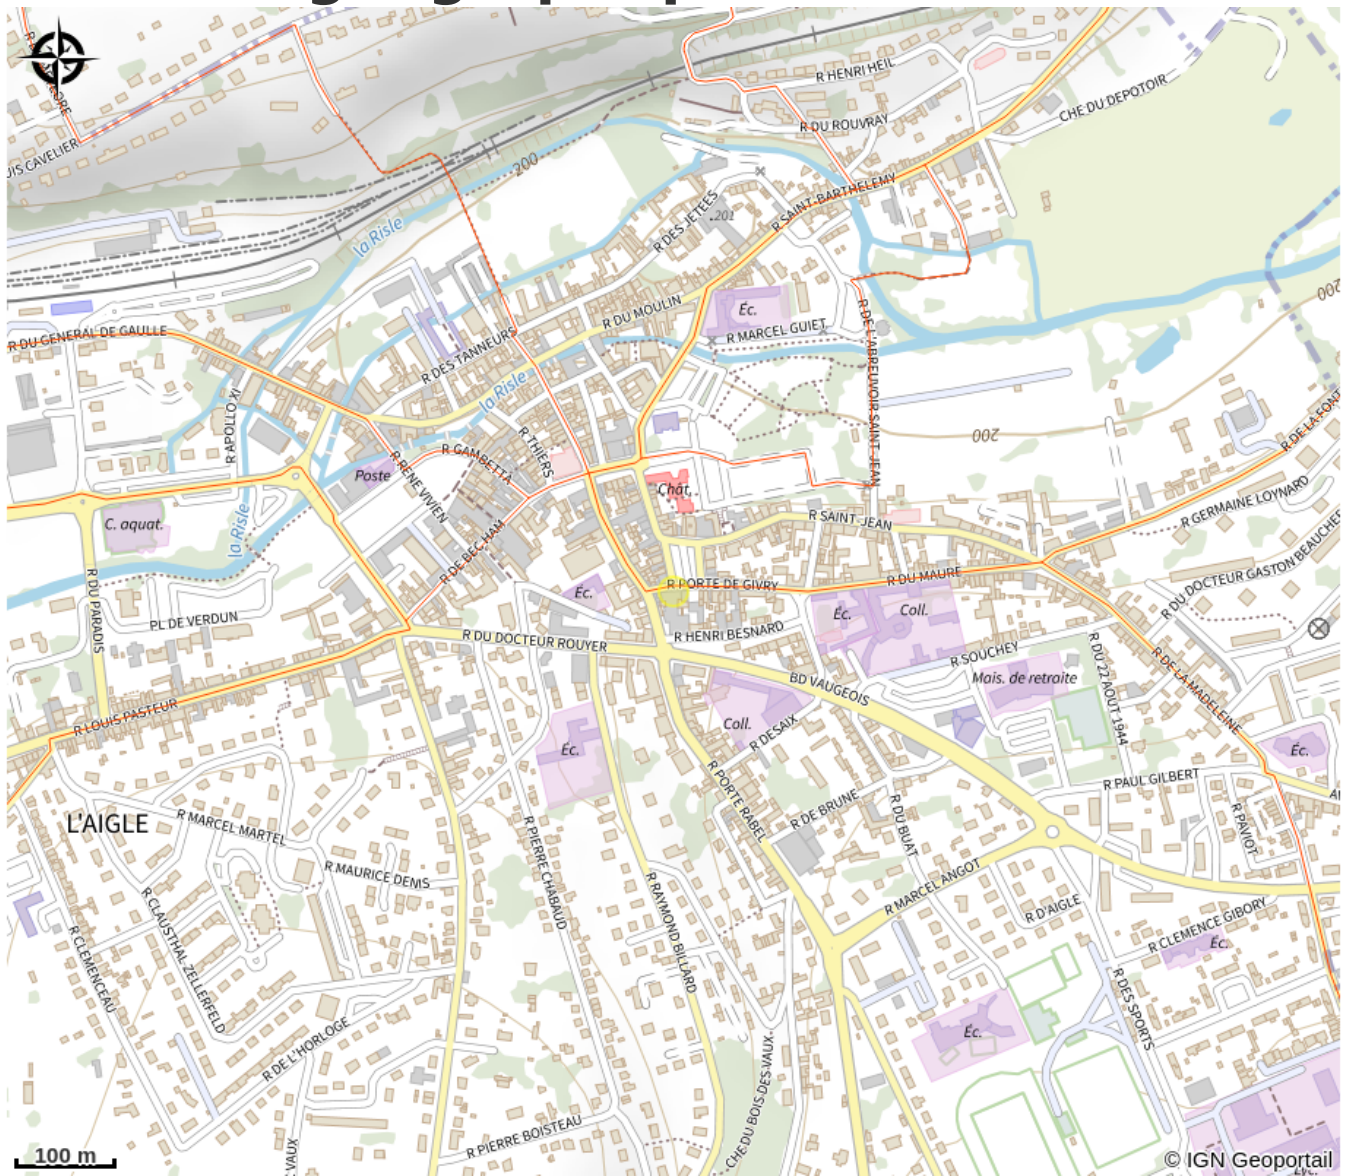 R HENRI HEIL
CHE DU DEPOTOIR
R DU ROUVRAY
UIS CAVELIER
200
R SAINT-BARTHELEMY
R DES JETEES
.201
la Risle
R DU MOULIN
Éc.
R MARCEL GUIET
R DU GENERAL DE GAULLE
R DES TANNEURS
R DE L'ABREUVOIR SAINT-JEAN
200
la Risle
R APOLLO XI
R THIERS
R GAMBETTA
200
R DE LA FONT
Poste
R RENE VIVIEN
Chât.
R GERMAINE LOYNARD
C. aquat.
la Risle
R SAINT-JEAN
R DE BEC HAM
R DU DOCTEUR GASTON BEAUCHER
R PORTE DE GIVRY
R DU MAURE
R DU PARADIS
Éc.
Éc.
Coll.
PL DE VERDUN
R DU DOCTEUR ROUYER
R HENRI BESNARD
R SOUCHEY
R DU 22 AOUT 1944
Mais. de retraite
BD VAUGEOIS
R DE LA MADELEINE
R LOUIS PASTEUR
Coll.
R DESAIX
Éc.
Éc.
R PORTE RABEL
R PAUL GILBERT
L'AIGLE
R MARCEL MARTEL
R DE BRUNE
R DU BUAT
R PAVIOT
R PIERRE CHABAUD
R MAURICE DENIS
R RAYMOND BILLARD
R MARCEL ANGOT
R D'AIGLE
R CLAUSTHAL ZELLERFELD
R CLEMENCE GIBORY
Éc.
R CLEMENCEAU
R DES SPORTS
R DE L'HORLOGE
Éc.
CHE DU BOIS DES VAUX
R PIERRE BOISTEAU
VAUX
100 m
© IGN Geoportail